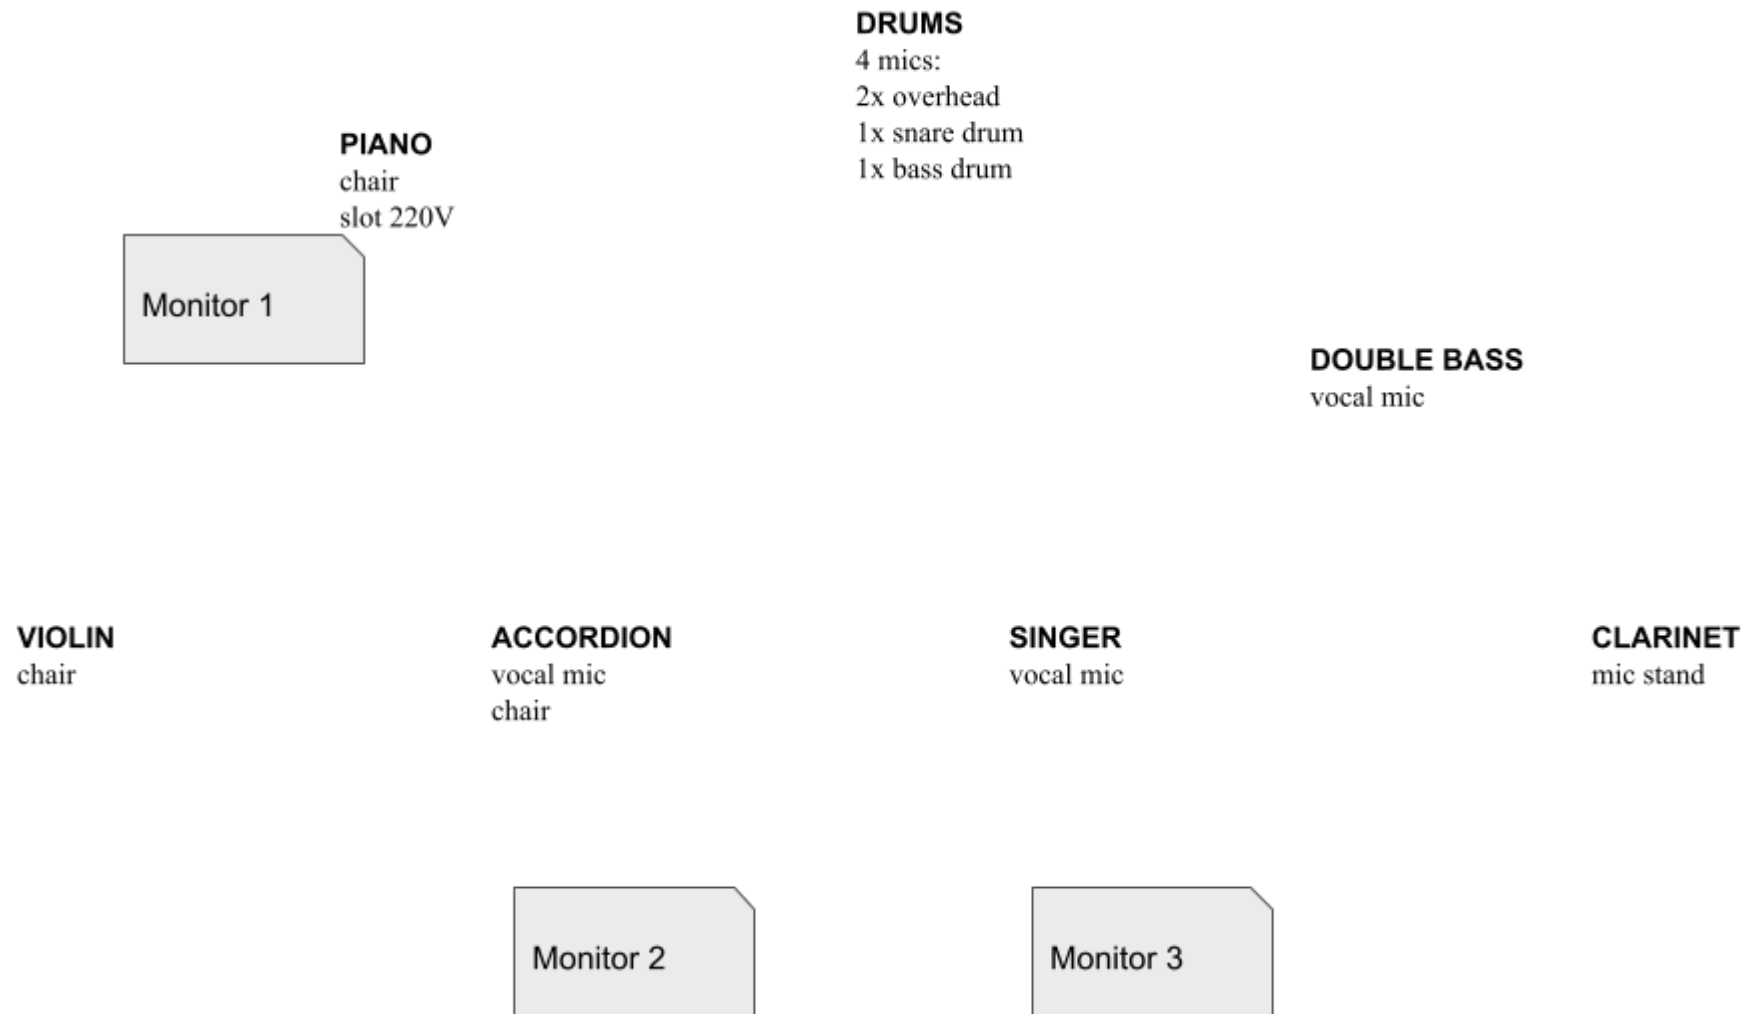 DRUMS
4 mics:
2x overhead
1x snare drum
1x bass drum
PIANO
chair
slot 220V
Monitor 1
DOUBLE BASS
vocal mic
VIOLIN
chair
ACCORDION
vocal mic
chair
SINGER
vocal mic
CLARINET
mic stand
Monitor 2
Monitor 3